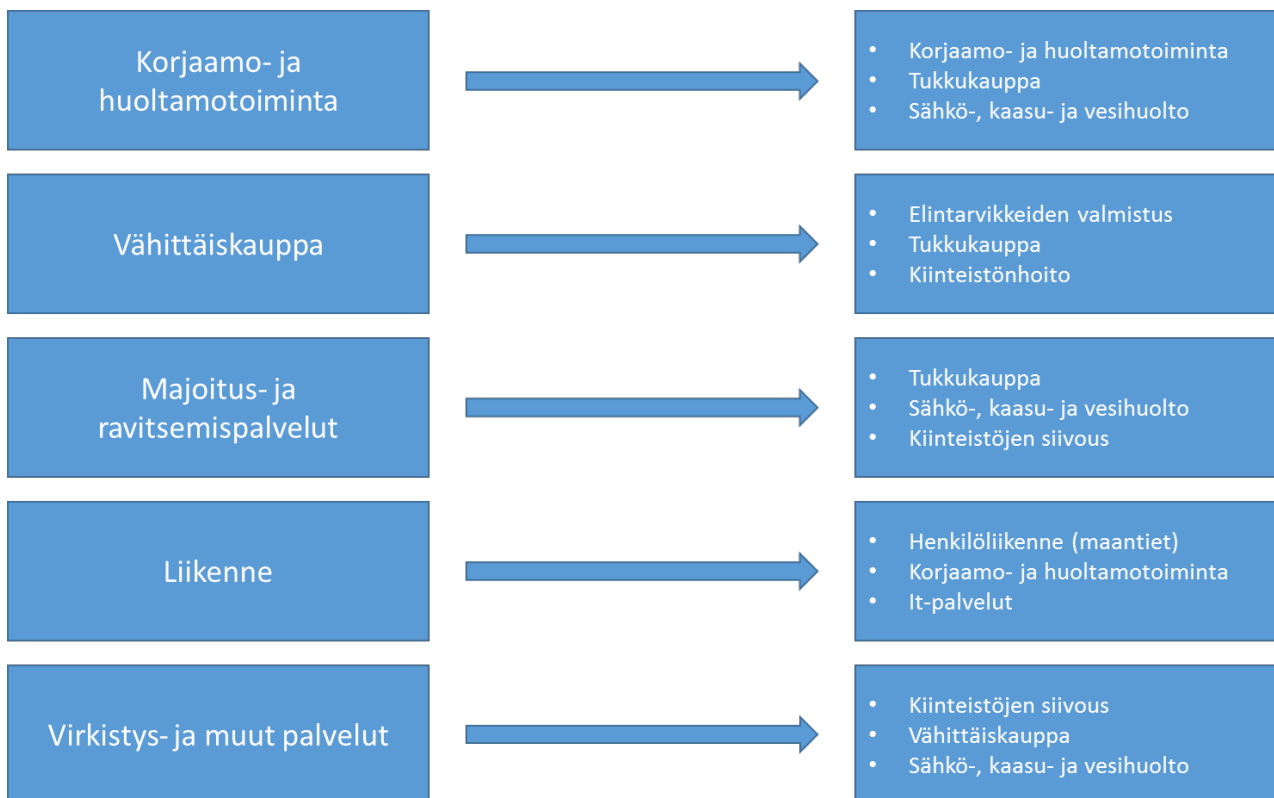 Korjaamo- ja
huoltamotoiminta
• Korjaamo- ja huoltamotoiminta
• Tukkukauppa
• Sähkö-, kaasu- ja vesihuolto
Vähittäiskauppa
• Elintarvikkeiden valmistus
• Tukkukauppa
• Kiinteistönhoito
Majoitus- ja
ravitsemispalvelut
• Tukkukauppa
• Sähkö-, kaasu- ja vesihuolto
• Kiinteistöjen siivous
Liikenne
• Henkilöliikenne (maantiet)
• Korjaamo- ja huoltamotoiminta
• It-palvelut
Virkistys- ja muut palvelut
• Kiinteistöjen siivous
• Vähittäiskauppa
• Sähkö-, kaasu- ja vesihuolto